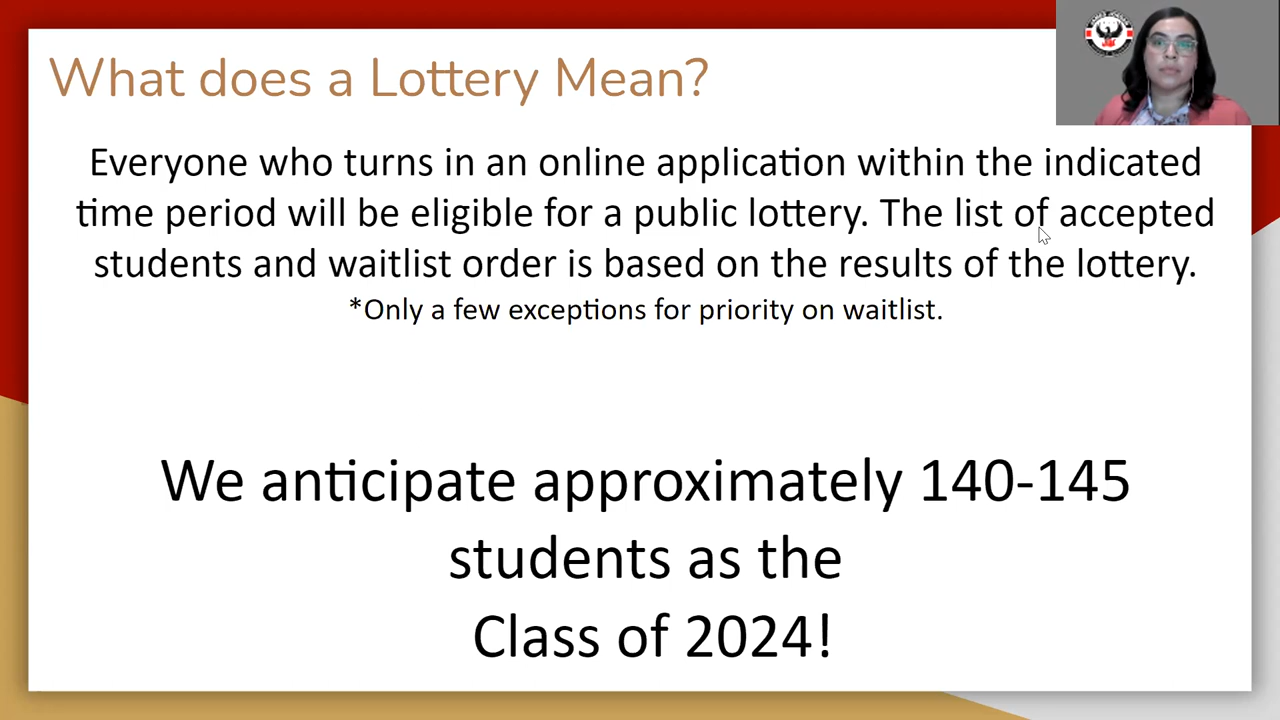 What does a Lottery Mean?
Everyone who turns in an online application within the indicated
time period will be eligible for a public lottery. The list of accepted
students and waitlist order is based on the results of the lottery.
*Only a few exceptions for priority on waitlist.
We anticipate approximately 140-145
students as the
Class of 2024!